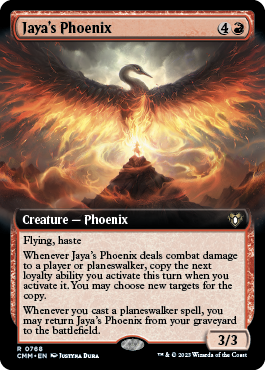 Jaya's Phoenix 4
Creature — Phoenix
Flying, haste
Whenever Jaya's Phoenix deals combat damage
to a player or planeswalker, copy the next
loyalty ability you activate this turn when you
activate it. You may choose new targets for
the copy.
Whenever you cast a planeswalker spell, you
may return Jaya's Phoenix from your graveyard
to the battlefield.
3/3
R 0768
CMM • EN Justyna Dura ™ & © 2023 Wizards of the Coast